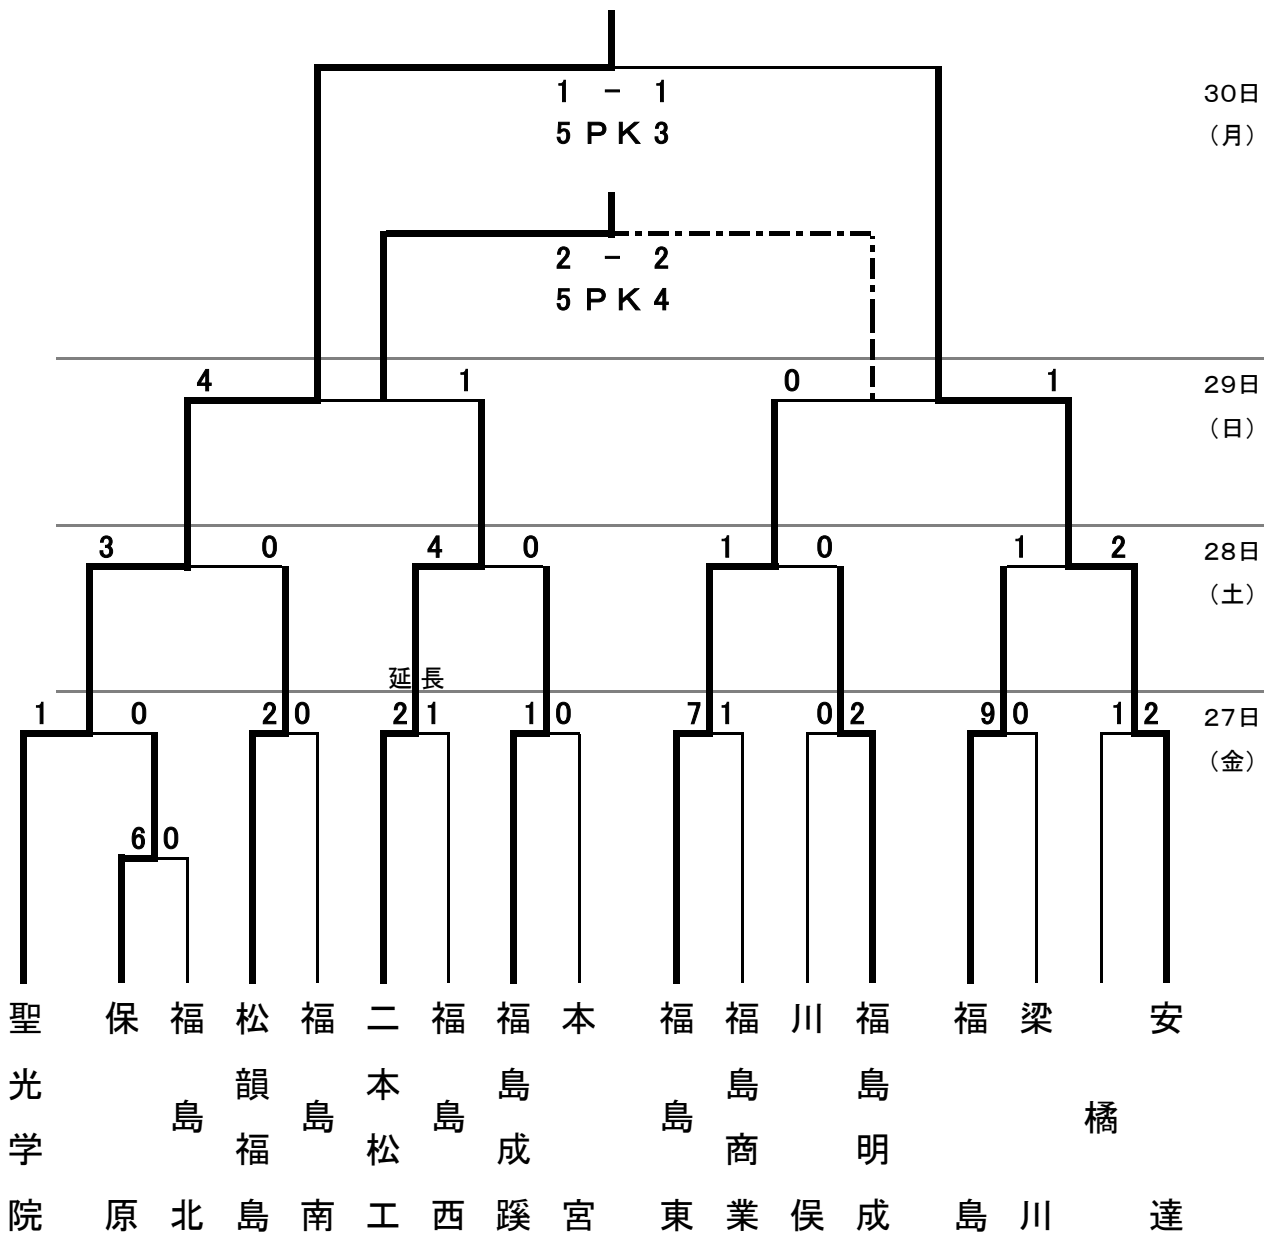 1 － 1
30日
5 ＰＫ 3
（月）
2 － 2
5 ＰＫ 4
4 1 0 1
29日
（日）
3 0 4 0 1 0 1 2
28日
（土）
延長
1 0 2 0 2 1 1 0 7 1 0 2 9 0 1 2
27日
（金）
6 0
聖光学院
保原
福島北
松韻福島
福島南
二本松工
福島西
福島成蹊
本宮
福島東
福島商業
川俣
福島明成
福島
梁川
橘
安達